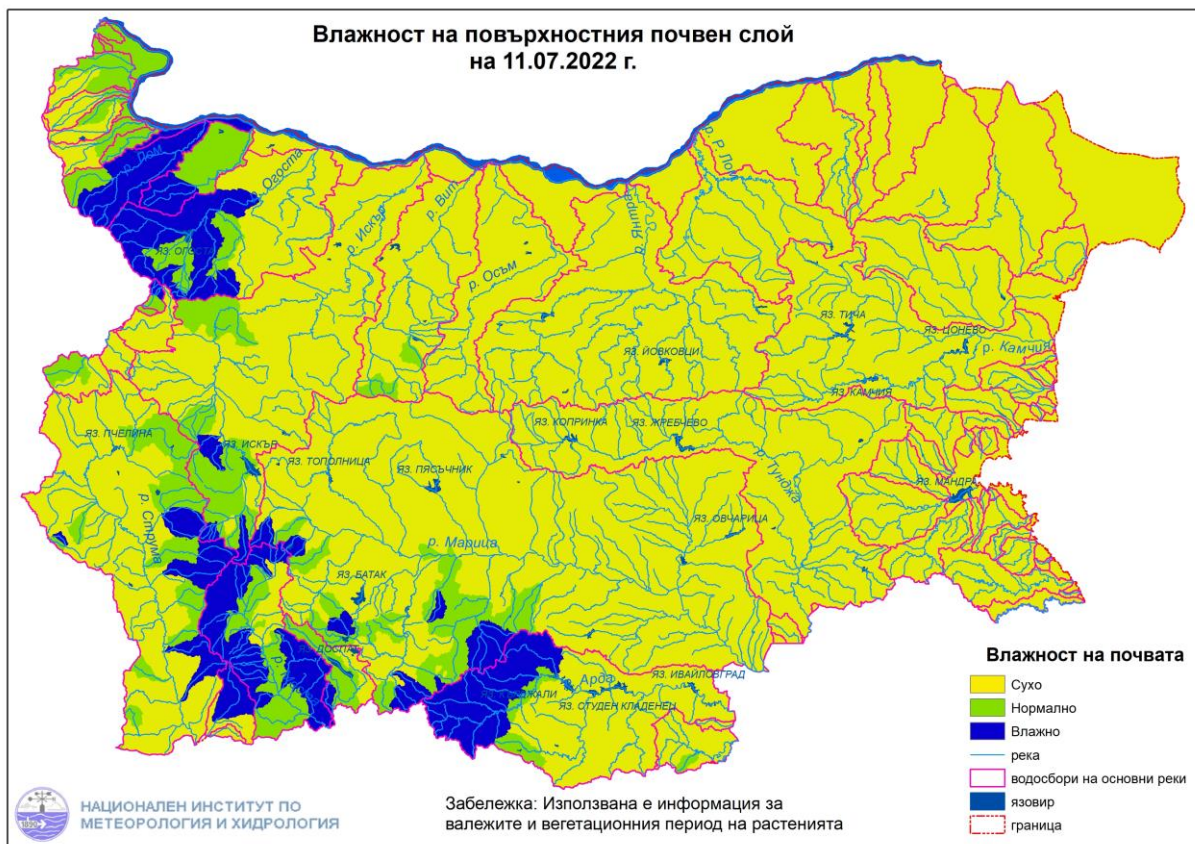 Влажност на повърхностния почвен слой
на 11.07.2022 г.
р. Лом
р. Огоста
яз. ОГОСТА
р. Искър
р. Вит
р. Осъм
р. Янтра
р. Р. Лом
ЯЗ. ТИЧА
ЯЗ. ЦОНЕВО
р. Камчия
ЯЗ. ЙОВКОВЦИ
ЯЗ. КАМЧИЯ
ЯЗ. ПЧЕЛИНА
ЯЗ. ИСКЪР
ЯЗ. ТОПОЛНИЦА
ЯЗ. ПЯСЪЧНИК
ЯЗ. КОПРИНКА
ЯЗ. ЖРЕБЧЕВО
р. Тунджа
ЯЗ. МАНДРА
р. Струма
р. Марица
ЯЗ. ОВЧАРИЦА
ЯЗ. БАТАК
ЯЗ. ДОСПАТ
Арда
ЯЗ. ИВАЙЛОВГРАД
ЯЗ. СТУДЕН КЛАДЕНЕЦ
Влажност на почвата
Сухо
Нормално
Влажно
река
водосбори на основни реки
язовир
граница
1890
НАЦИОНАЛЕН ИНСТИТУТ ПО
МЕТЕОРОЛОГИЯ И ХИДРОЛОГИЯ
Забележка: Използвана е информация за
валежите и вегетационния период на растенията